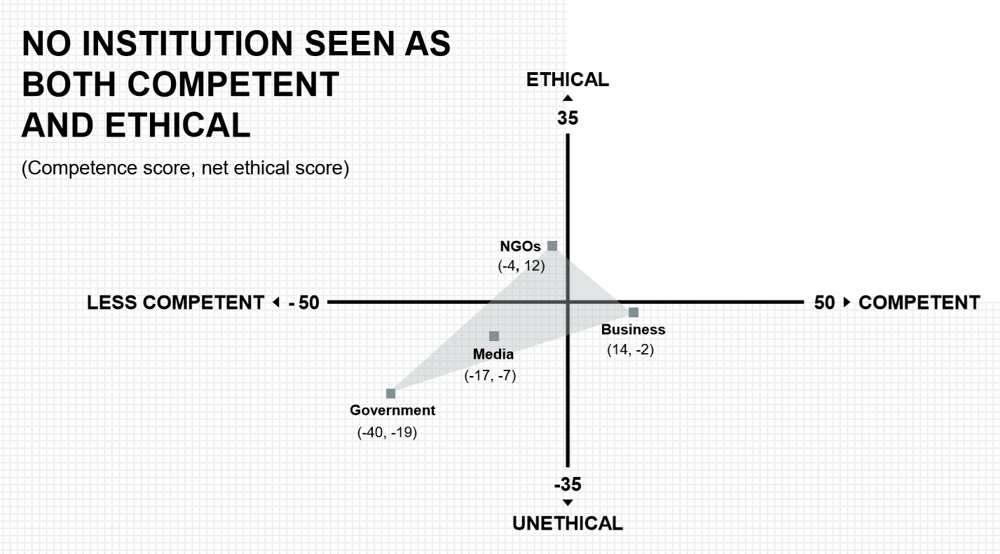 NO INSTITUTION SEEN AS
BOTH COMPETENT
AND ETHICAL
(Competence score, net ethical score)
ETHICAL
35
NGOs
(-4, 12)
LESS COMPETENT
- 50
50
COMPETENT
Business
(14, -2)
Media
(-17, -7)
Government
(-40, -19)
-35
UNETHICAL